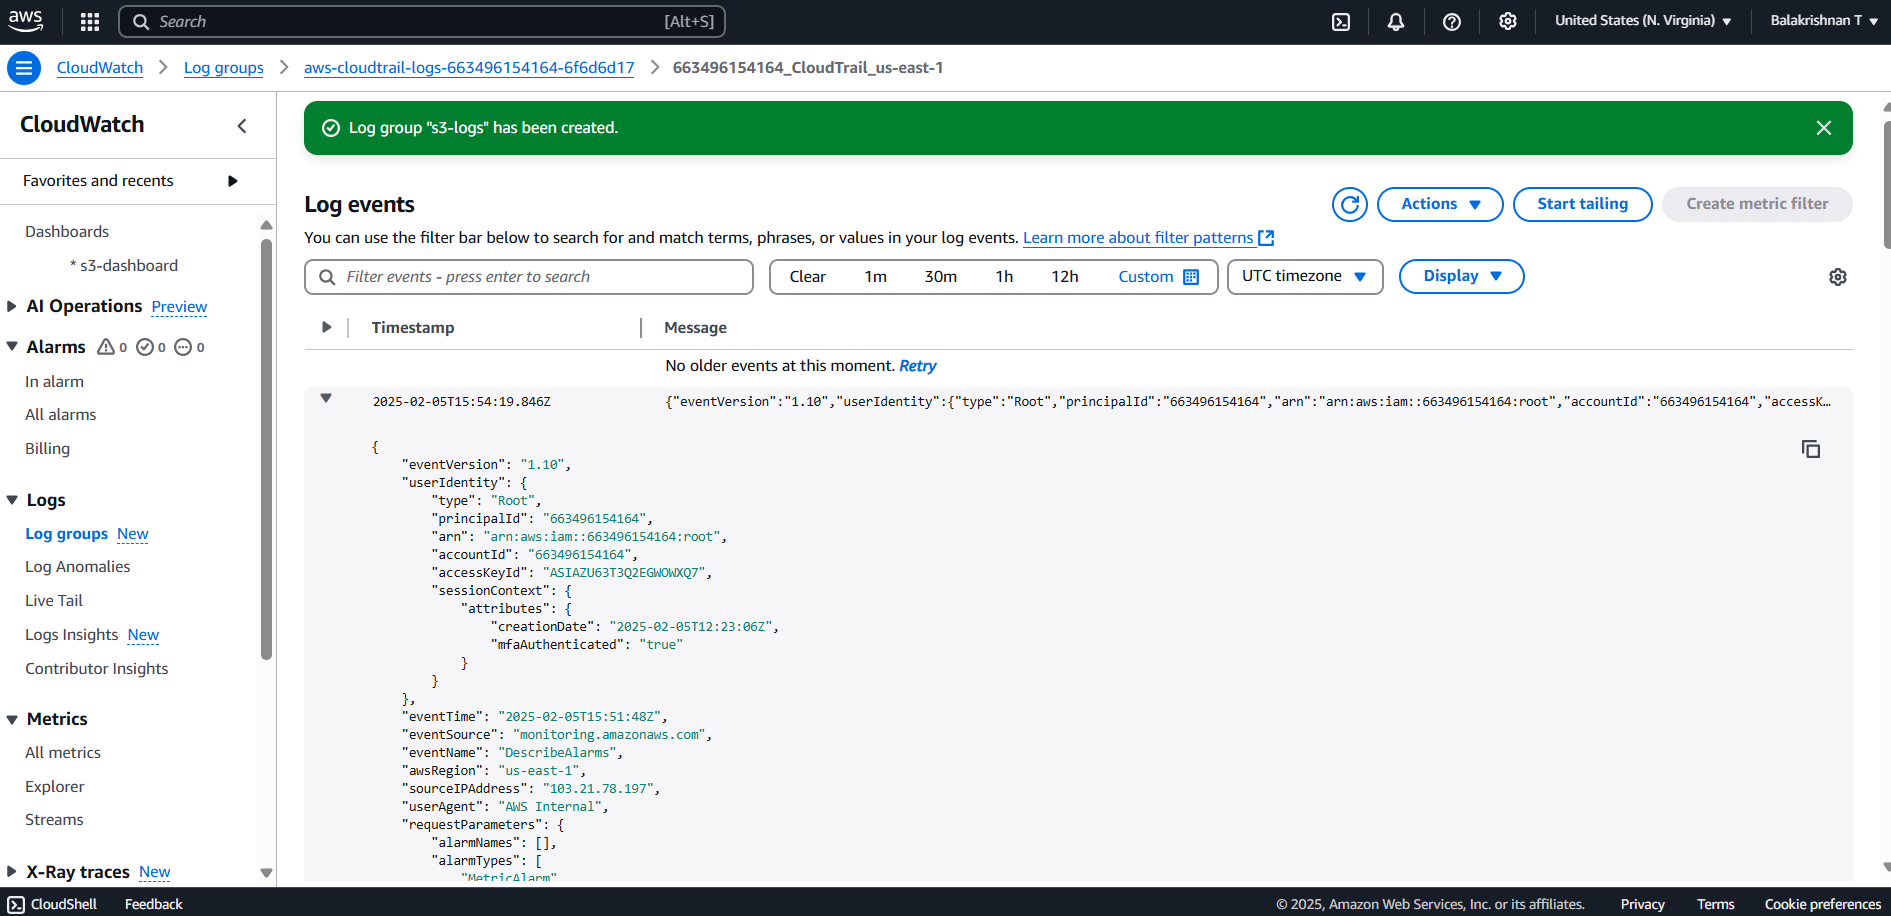 aws
Search [Alt+S]
United States (N. Virginia)
Balakrishnan T
CloudWatch
Log groups
aws-cloudtrail-logs-663496154164-6f6d6d17
663496154164_CloudTrail_us-east-1
CloudWatch
Favorites and recents
Dashboards
* s3-dashboard
AI Operations Preview
Alarms 0 0 0
In alarm
All alarms
Billing
Logs
Log groups New
Log Anomalies
Live Tail
Logs Insights New
Contributor Insights
Metrics
All metrics
Explorer
Streams
X-Ray traces New
Log group "s3-logs" has been created.
Log events
Actions
Start tailing
Create metric filter
You can use the filter bar below to search for and match terms, phrases, or values in your log events. Learn more about filter patterns
Filter events - press enter to search
Clear 1m 30m 1h 12h Custom
UTC timezone
Display
Timestamp Message
No older events at this moment. Retry
2025-02-05T15:54:19.846Z {"eventVersion":"1.10","userIdentity":{"type":"Root","principalId":"663496154164","arn":"arn:aws:iam::663496154164:root","accountId":"663496154164","accessK…
{
"eventVersion": "1.10",
"userIdentity": {
"type": "Root",
"principalId": "663496154164",
"arn": "arn:aws:iam::663496154164:root",
"accountId": "663496154164",
"accessKeyId": "ASIAZU63T3Q2EGWOWXQ7",
"sessionContext": {
"attributes": {
"creationDate": "2025-02-05T12:23:06Z",
"mfaAuthenticated": "true"
}
}
},
"eventTime": "2025-02-05T15:51:48Z",
"eventSource": "monitoring.amazonaws.com",
"eventName": "DescribeAlarms",
"awsRegion": "us-east-1",
"sourceIPAddress": "103.21.78.197",
"userAgent": "AWS Internal",
"requestParameters": {
"alarmNames": [],
"alarmTypes": [
"MetricAlarm"
CloudShell
Feedback
© 2025, Amazon Web Services, Inc. or its affiliates.
Privacy
Terms
Cookie preferences